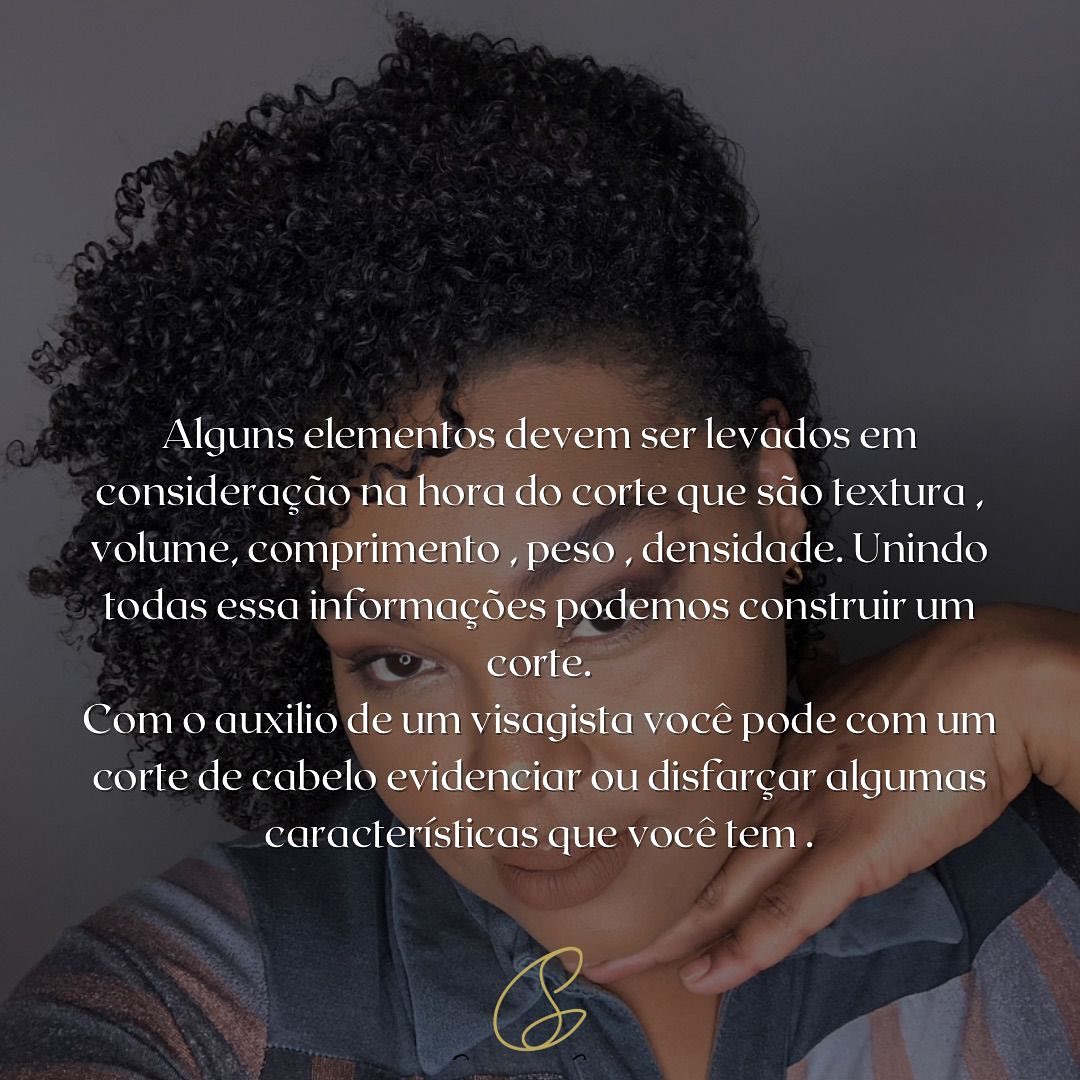 Alguns elementos devem ser levados em
consideração na hora do corte que são textura ,
volume, comprimento , peso , densidade. Unindo
todas essa informações podemos construir um
corte.
Com o auxilio de um visagista você pode com um
corte de cabelo evidenciar ou disfarçar algumas
características que você tem .